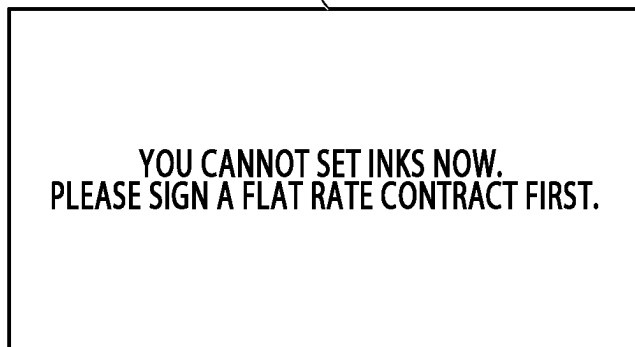 YOU CANNOT SET INKS NOW.
PLEASE SIGN A FLAT RATE CONTRACT FIRST.